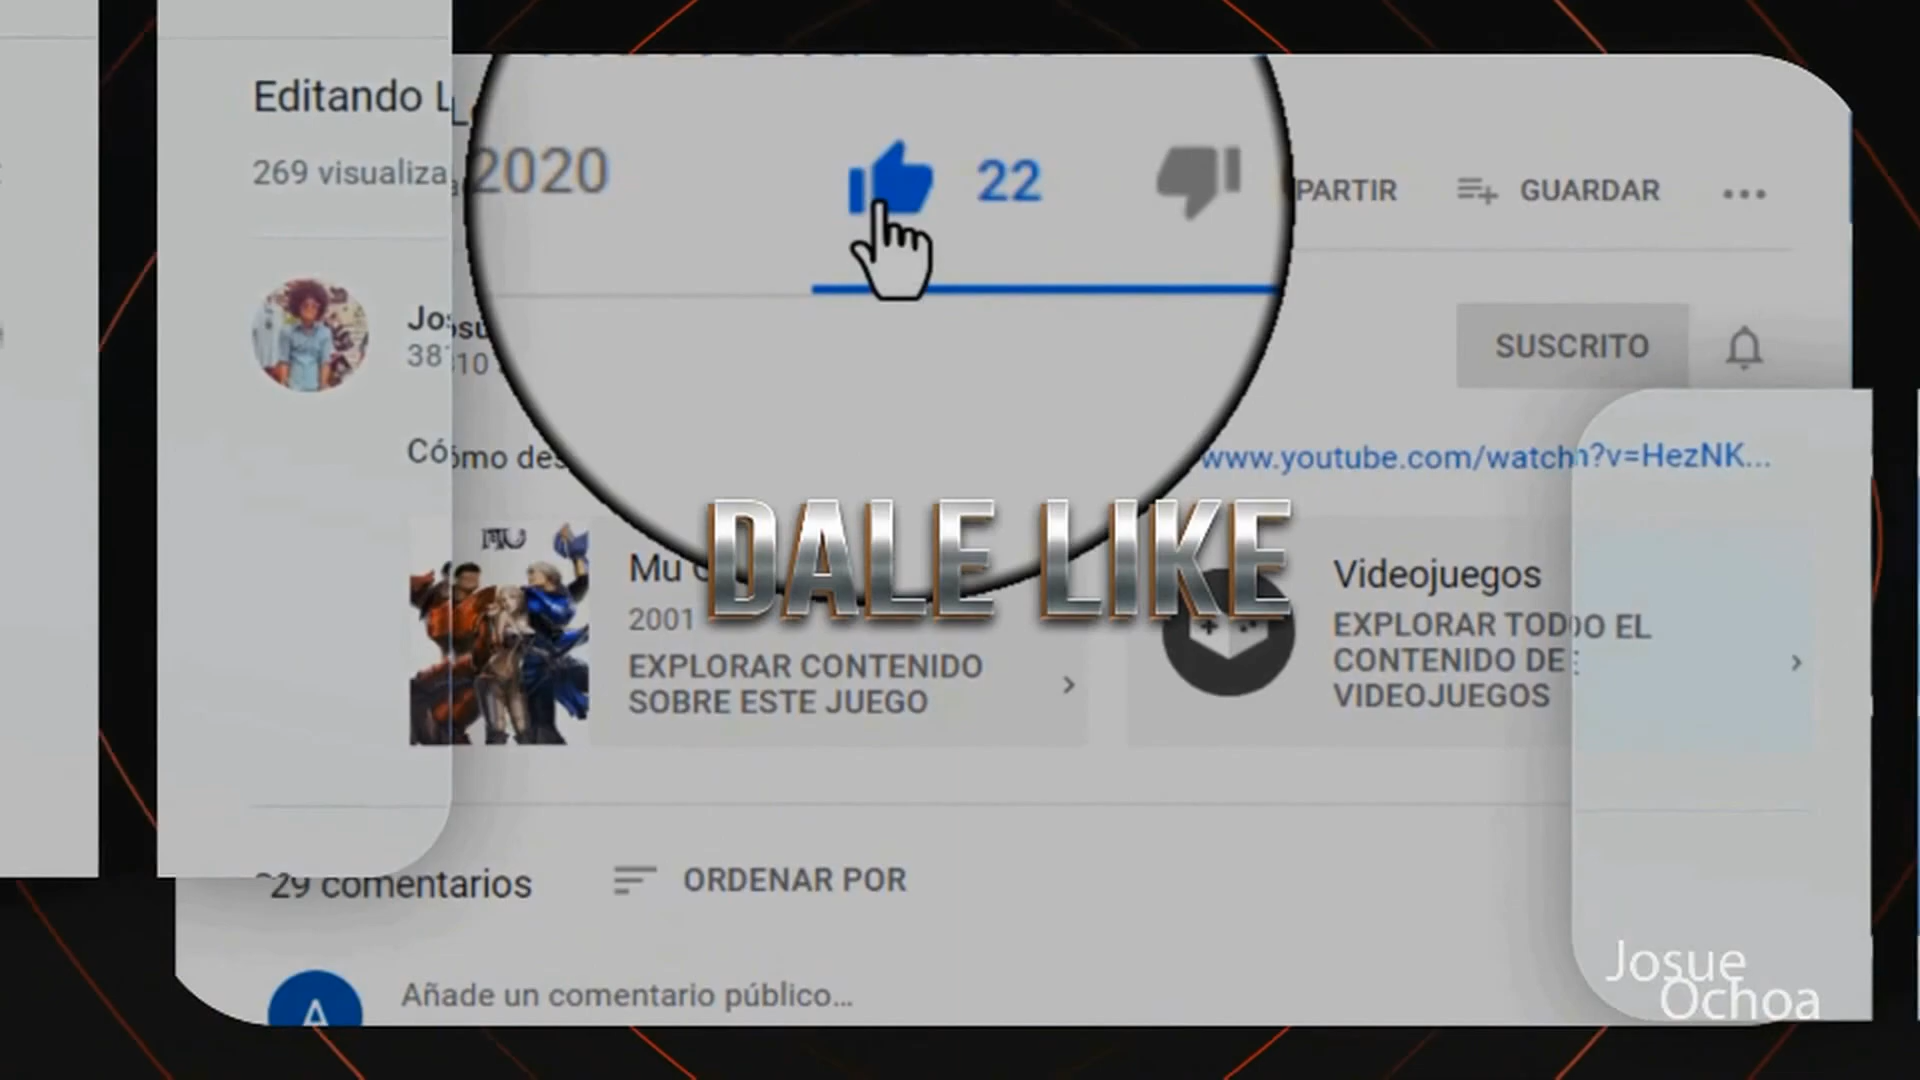 Editando L
269 visualiza
2020
22
PARTIR
GUARDAR
SUSCRITO
www.youtube.com/watch?v=HezNK...
DALE LIKE
MU
Mu
2001
EXPLORAR CONTENIDO
SOBRE ESTE JUEGO
Videojuegos
EXPLORAR TODO EL
CONTENIDO DE
VIDEOJUEGOS
29 comentarios
ORDENAR POR
A
Añade un comentario público...
Josue
Ochoa